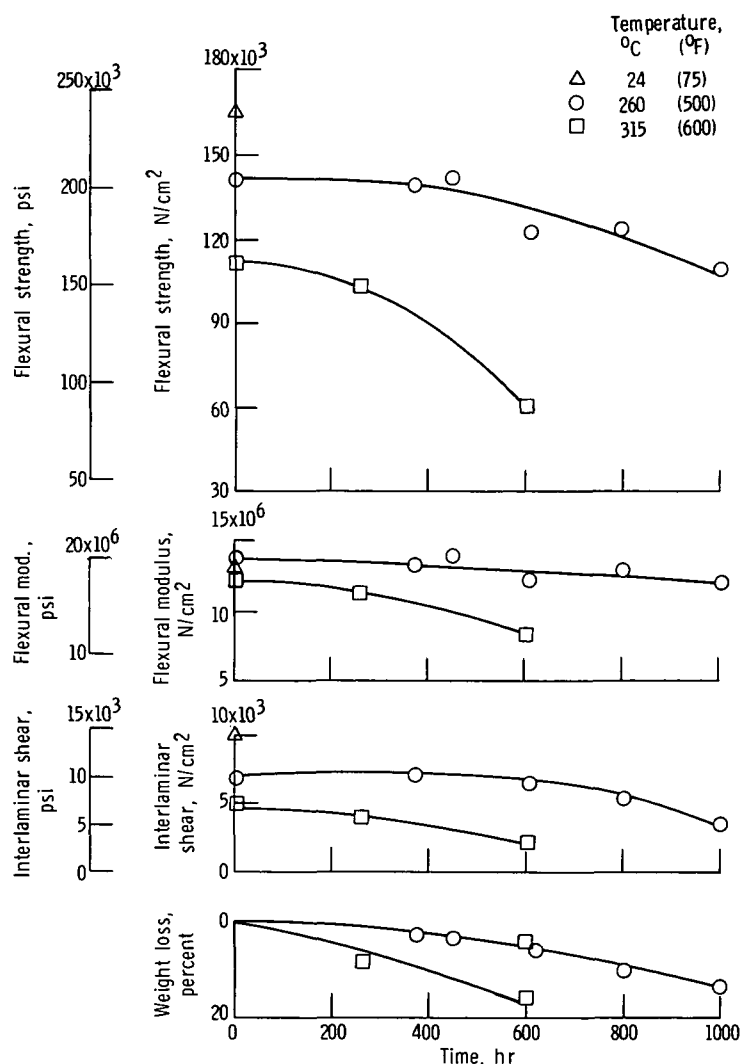 Temperature,
°C (°F)
△ 24 (75)
○ 260 (500)
□ 315 (600)
250x10³
200
150
100
50
Flexural strength, psi
180x10³
150
120
90
60
30
Flexural strength, N/cm²
20x10⁶
10
Flexural mod.,
psi
15x10⁶
10
5
Flexural modulus,
N/cm²
15x10³
10
5
0
Interlaminar shear,
psi
10x10³
5
0
Interlaminar
shear, N/cm²
0
20
Weight loss,
percent
0 200 400 600 800 1000
Time, hr